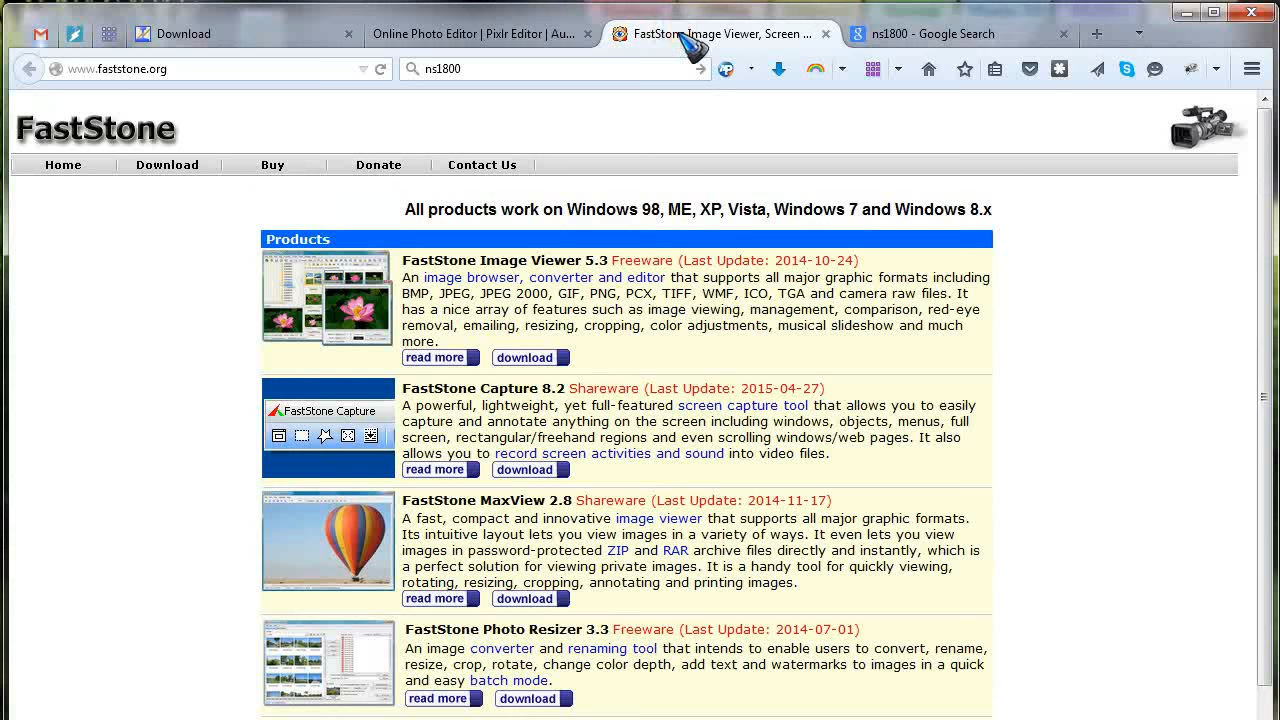 Download
Online Photo Editor | Pixlr Editor | Au...
FastStone Image Viewer, Screen ...
ns1800 - Google Search
www.faststone.org
ns1800
FastStone
Home
Download
Buy
Donate
Contact Us
All products work on Windows 98, ME, XP, Vista, Windows 7 and Windows 8.x
Products
FastStone Image Viewer 5.3 Freeware (Last Update: 2014-10-24)
An image browser, converter and editor that supports all major graphic formats including
BMP, JPEG, JPEG 2000, GIF, PNG, PCX, TIFF, WMF, ICO, TGA and camera raw files. It
has a nice array of features such as image viewing, management, comparison, red-eye
removal, emailing, resizing, cropping, color adjustments, musical slideshow and much
more.
read more
download
FastStone Capture
FastStone Capture 8.2 Shareware (Last Update: 2015-04-27)
A powerful, lightweight, yet full-featured screen capture tool that allows you to easily
capture and annotate anything on the screen including windows, objects, menus, full
screen, rectangular/freehand regions and even scrolling windows/web pages. It also
allows you to record screen activities and sound into video files.
read more
download
FastStone MaxView 2.8 Shareware (Last Update: 2014-11-17)
A fast, compact and innovative image viewer that supports all major graphic formats.
Its intuitive layout lets you view images in a variety of ways. It even lets you view
images in password-protected ZIP and RAR archive files directly and instantly, which is
a perfect solution for viewing private images. It is a handy tool for quickly viewing,
rotating, resizing, cropping, annotating and printing images.
read more
download
FastStone Photo Resizer 3.3 Freeware (Last Update: 2014-07-01)
An image converter and renaming tool that intends to enable users to convert, rename,
resize, crop, rotate, change color depth, add text and watermarks to images in a quick
and easy batch mode.
read more
download